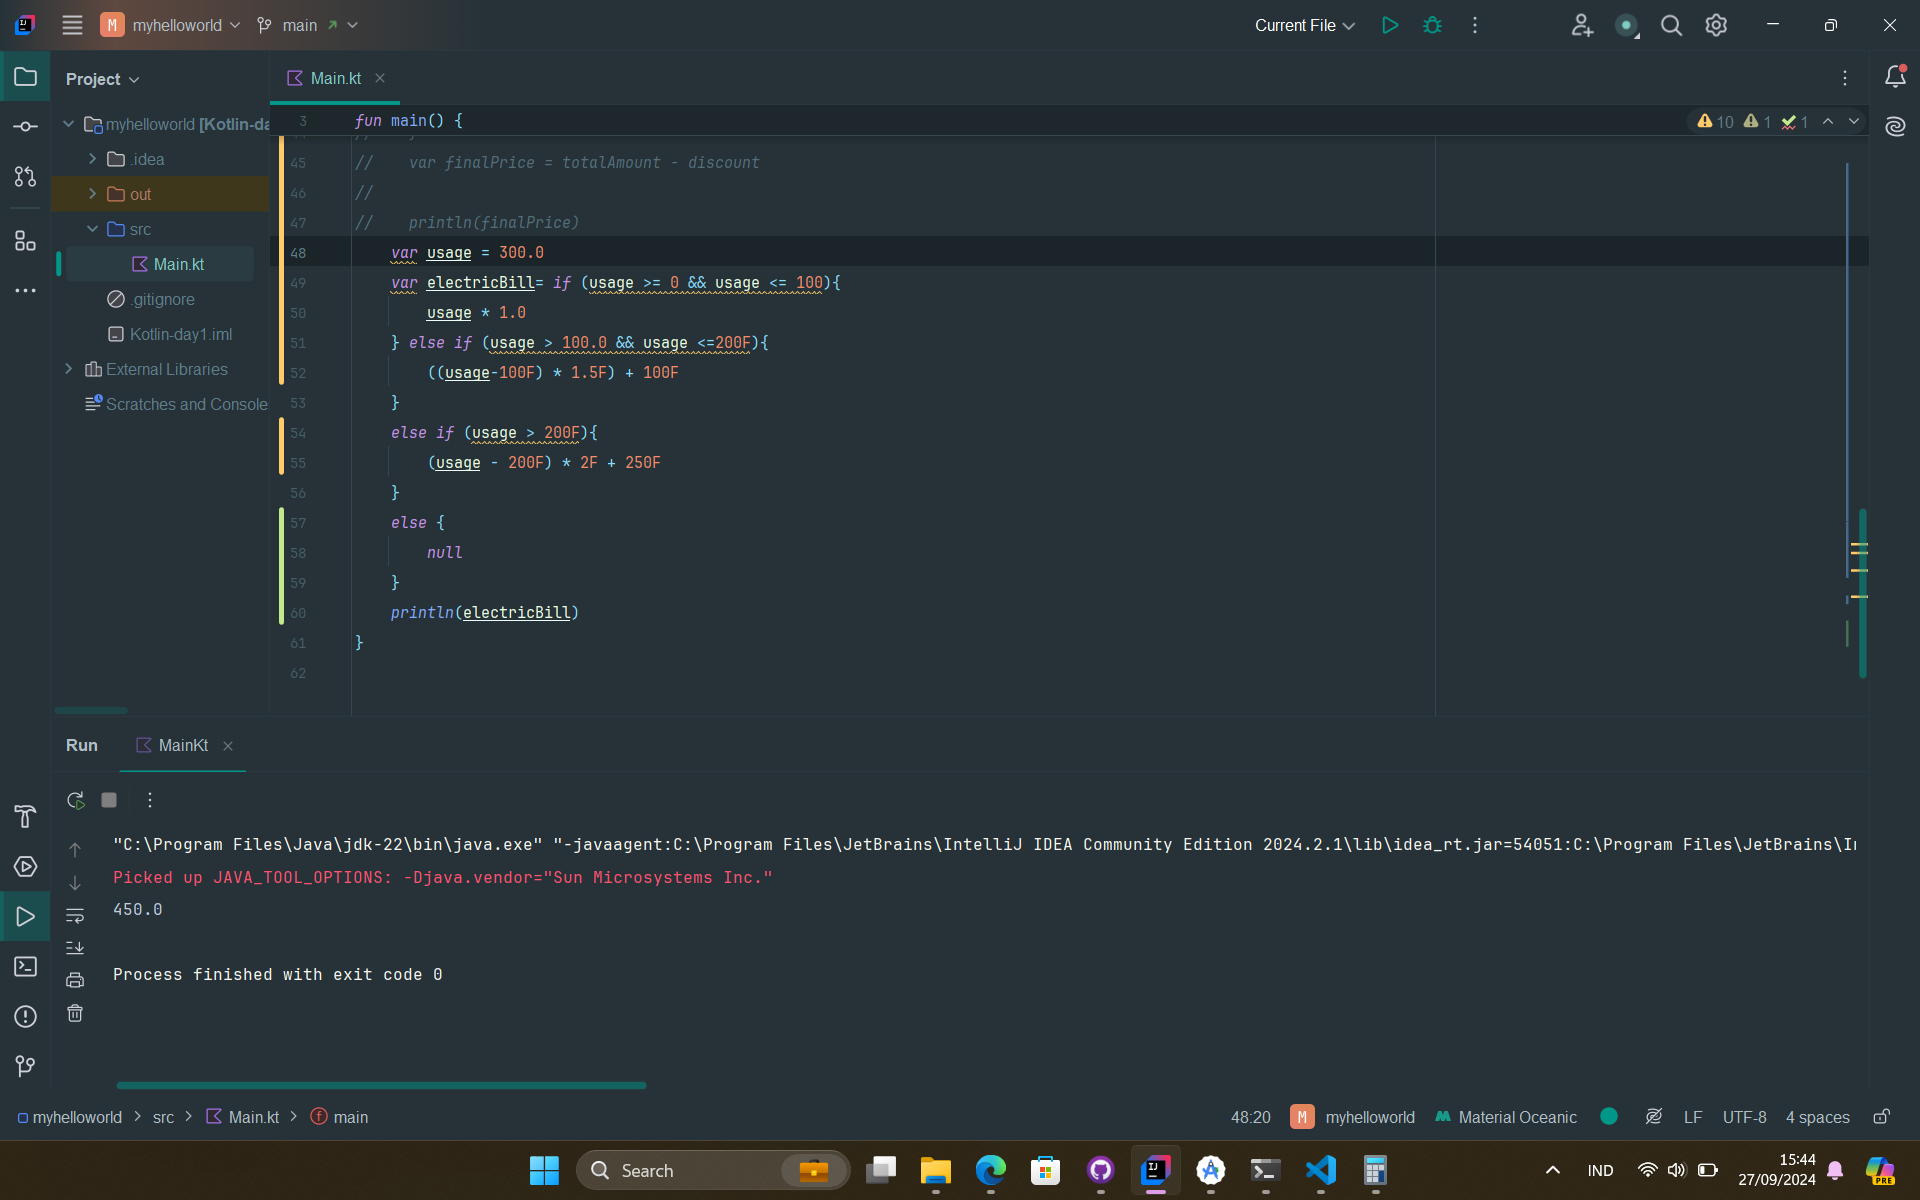 M myhelloworld main Current File
Project
Main.kt
3 fun main() {
10 1 1
myhelloworld [Kotlin-da
.idea
out
src
Main.kt
.gitignore
Kotlin-day1.iml
External Libraries
Scratches and Console
45 // var finalPrice = totalAmount - discount
46 //
47 // println(finalPrice)
48 var usage = 300.0
49 var electricBill= if (usage >= 0 && usage <= 100){
50 usage * 1.0
51 } else if (usage > 100.0 && usage <=200F){
52 ((usage-100F) * 1.5F) + 100F
53 }
54 else if (usage > 200F){
55 (usage - 200F) * 2F + 250F
56 }
57 else {
58 null
59 }
60 println(electricBill)
61 }
62
Run MainKt
"C:\Program Files\Java\jdk-22\bin\java.exe" "-javaagent:C:\Program Files\JetBrains\IntelliJ IDEA Community Edition 2024.2.1\lib\idea_rt.jar=54051:C:\Program Files\JetBrains\In
Picked up JAVA_TOOL_OPTIONS: -Djava.vendor="Sun Microsystems Inc."
450.0
Process finished with exit code 0
myhelloworld > src > Main.kt > main 48:20 M myhelloworld Material Oceanic LF UTF-8 4 spaces
Search IND 15:44
27/09/2024
PRE